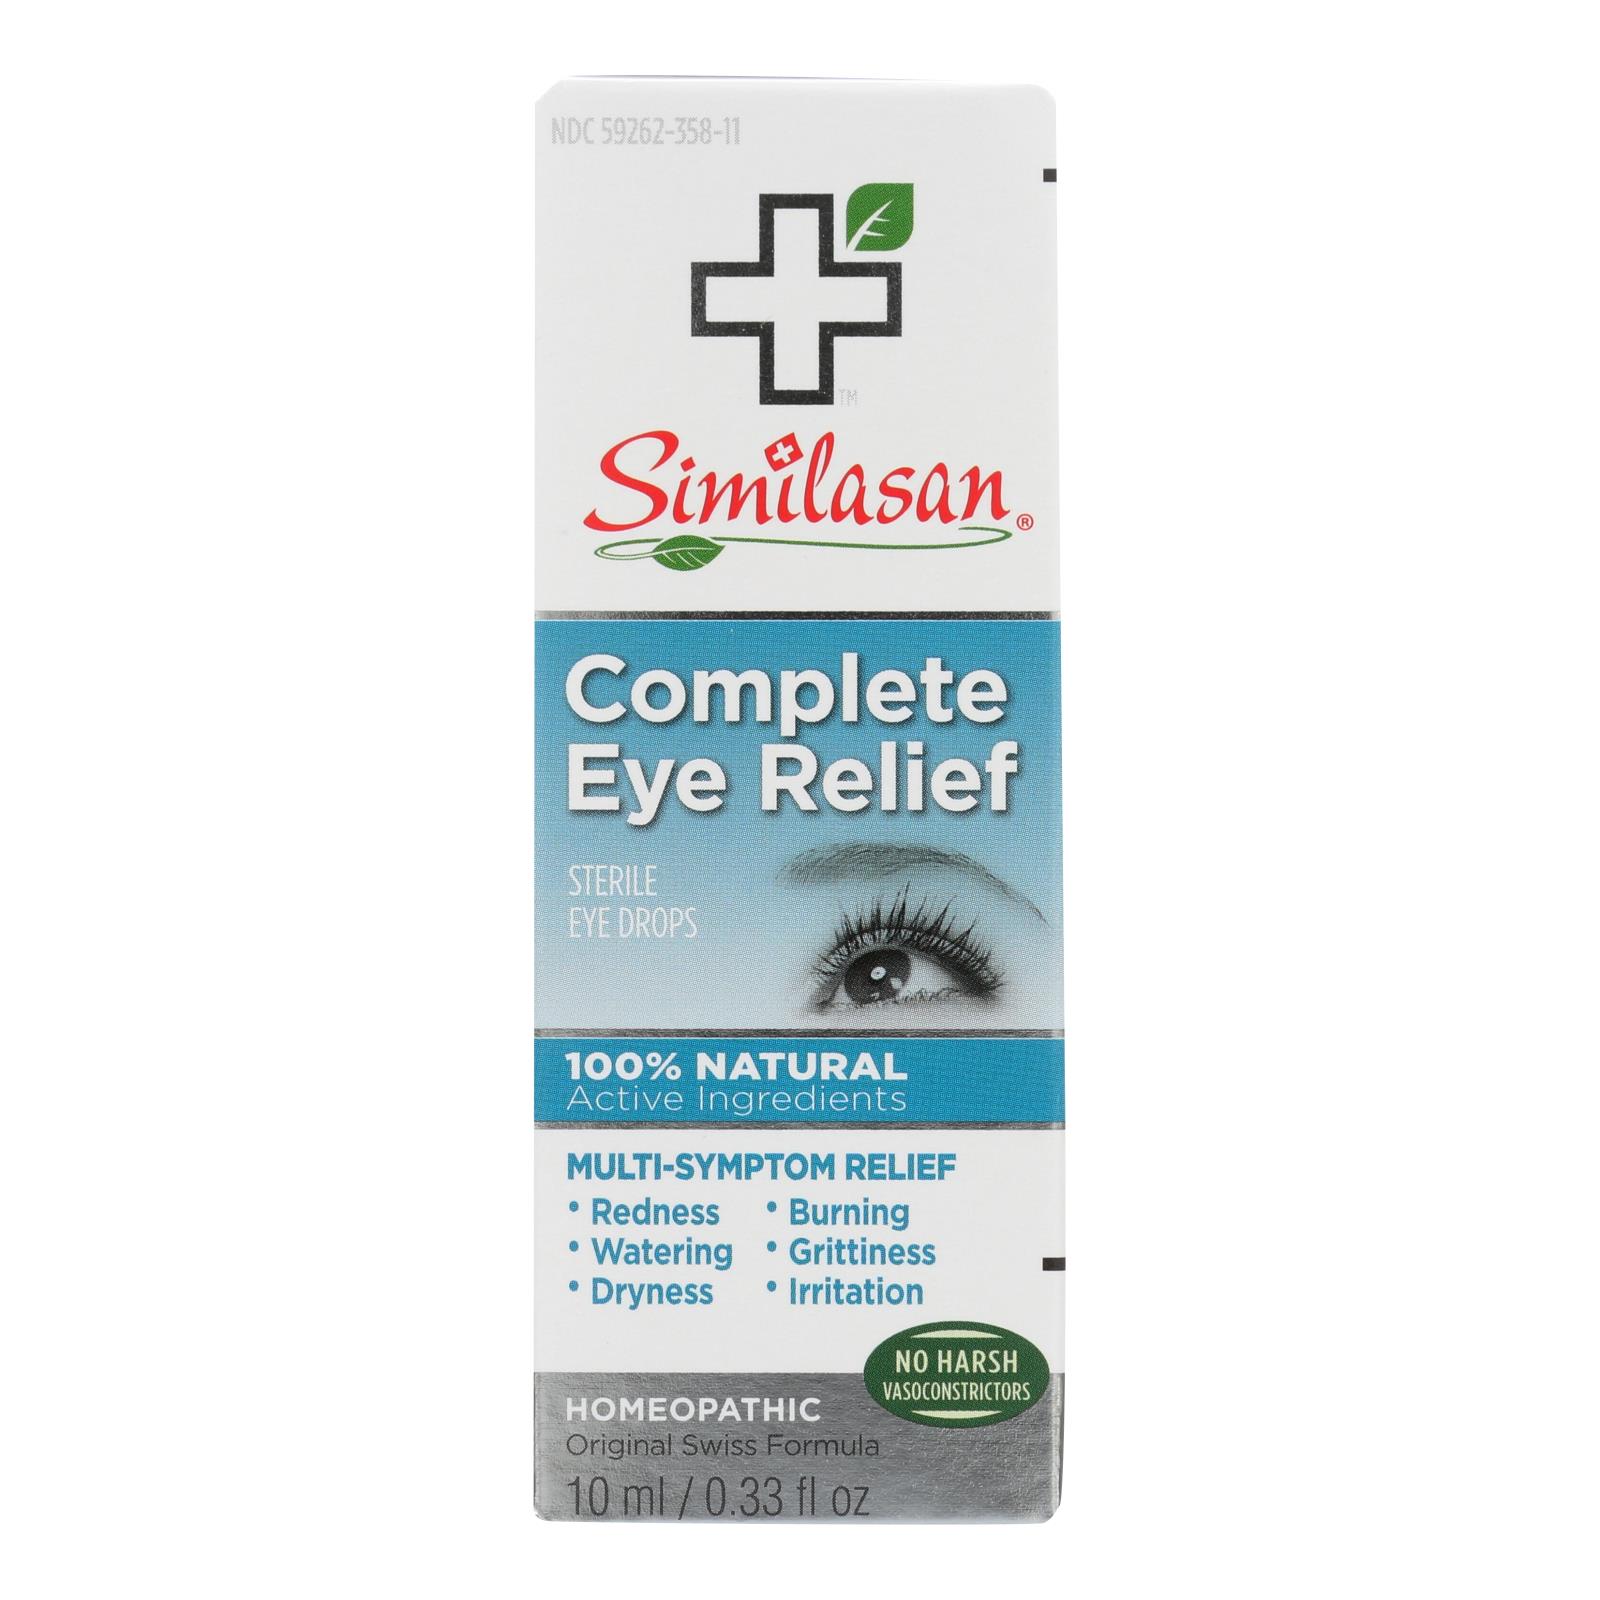 NDC 59262-358-11
TM
Similasan®
Complete
Eye Relief
STERILE
EYE DROPS
100% NATURAL
Active Ingredients
MULTI-SYMPTOM RELIEF
• Redness
• Watering
• Dryness
• Burning
• Grittiness
• Irritation
NO HARSH
VASOCONSTRICTORS
HOMEOPATHIC
Original Swiss Formula
10 ml / 0.33 fl oz